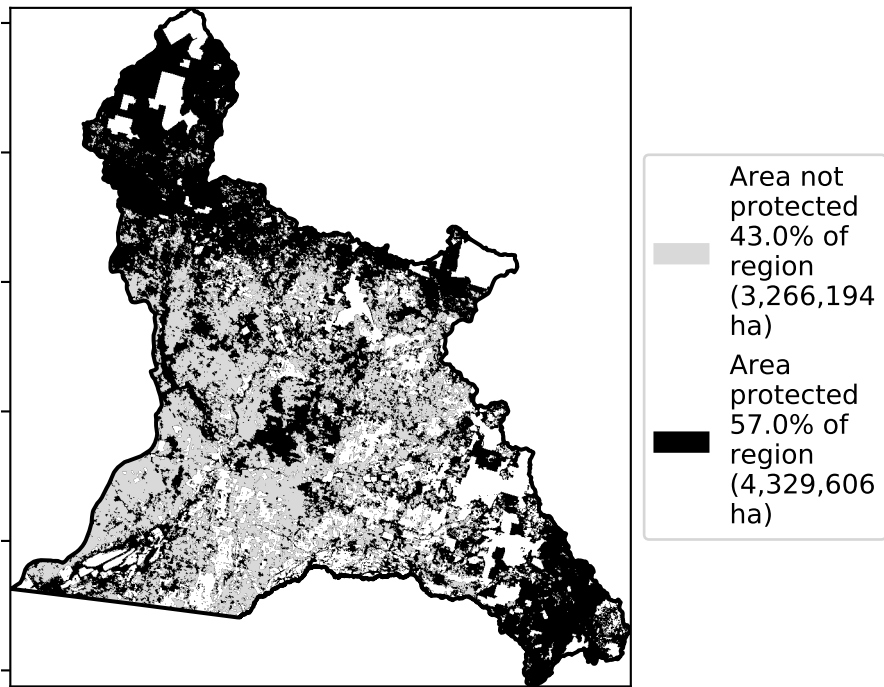 Area not
protected
43.0% of
region
(3,266,194
ha)
Area
protected
57.0% of
region
(4,329,606
ha)